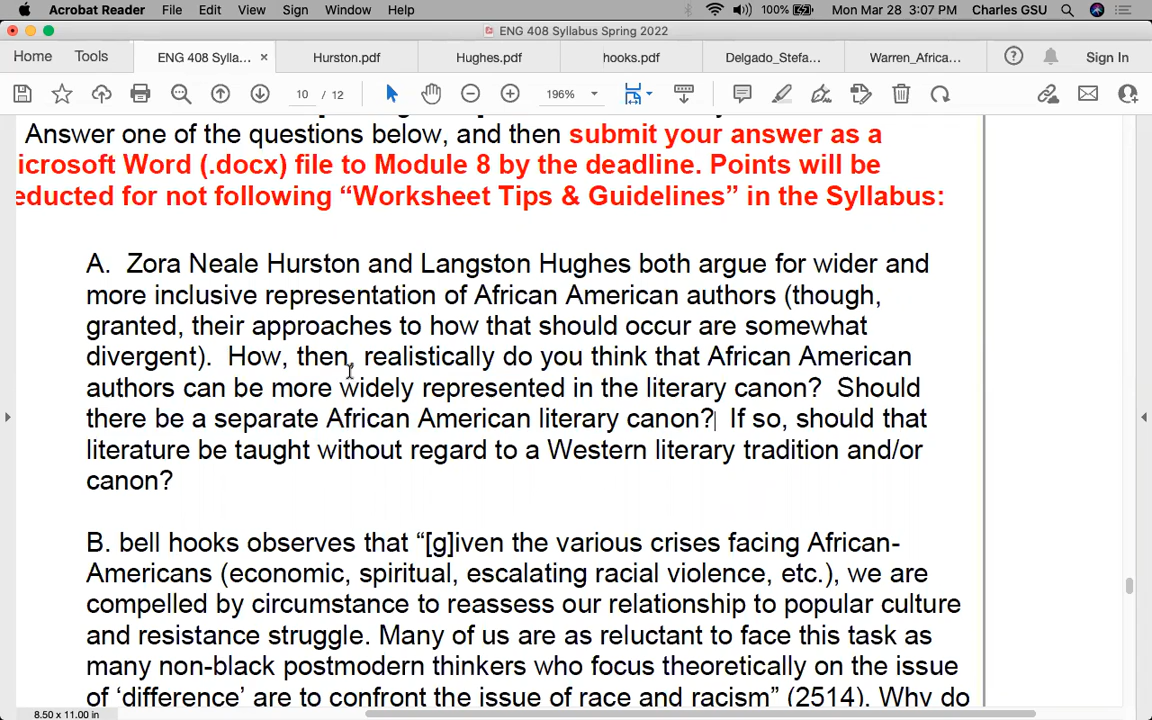 Acrobat Reader File Edit View Sign Window Help 100% Mon Mar 28 3:07 PM Charles GSU
ENG 408 Syllabus Spring 2022
Home Tools ENG 408 Sylla... × Hurston.pdf Hughes.pdf hooks.pdf Delgado_Stefa... Warren_Africa... Sign In
10 / 12 196%
Answer one of the questions below, and then submit your answer as a
icrosoft Word (.docx) file to Module 8 by the deadline. Points will be
educted for not following “Worksheet Tips & Guidelines” in the Syllabus:
A. Zora Neale Hurston and Langston Hughes both argue for wider and
more inclusive representation of African American authors (though,
granted, their approaches to how that should occur are somewhat
divergent). How, then, realistically do you think that African American
authors can be more widely represented in the literary canon? Should
there be a separate African American literary canon? If so, should that
literature be taught without regard to a Western literary tradition and/or
canon?
B. bell hooks observes that “[g]iven the various crises facing African-
Americans (economic, spiritual, escalating racial violence, etc.), we are
compelled by circumstance to reassess our relationship to popular culture
and resistance struggle. Many of us are as reluctant to face this task as
many non-black postmodern thinkers who focus theoretically on the issue
of ‘difference’ are to confront the issue of race and racism” (2514). Why do
8.50 x 11.00 in